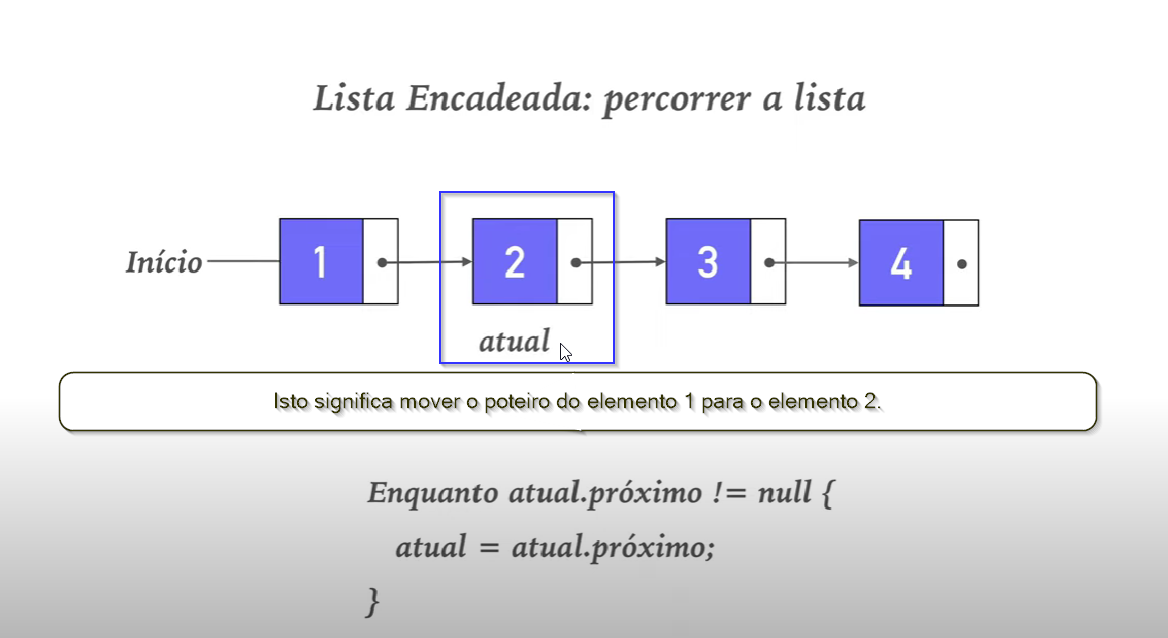 Lista Encadeada: percorrer a lista
Início
1
2
3
4
atual
Isto significa mover o poteiro do elemento 1 para o elemento 2.
Enquanto atual.próximo != null {
atual = atual.próximo;
}